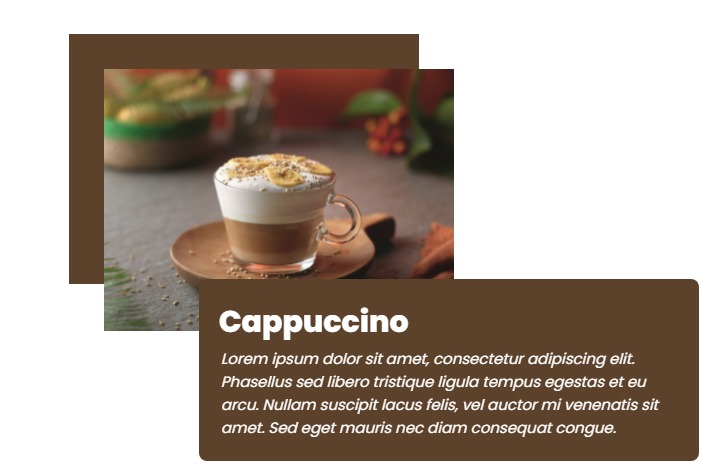 Cappuccino
Lorem ipsum dolor sit amet, consectetur adipiscing elit.
Phasellus sed libero tristique ligula tempus egestas et eu
arcu. Nullam suscipit lacus felis, vel auctor mi venenatis sit
amet. Sed eget mauris nec diam consequat congue.